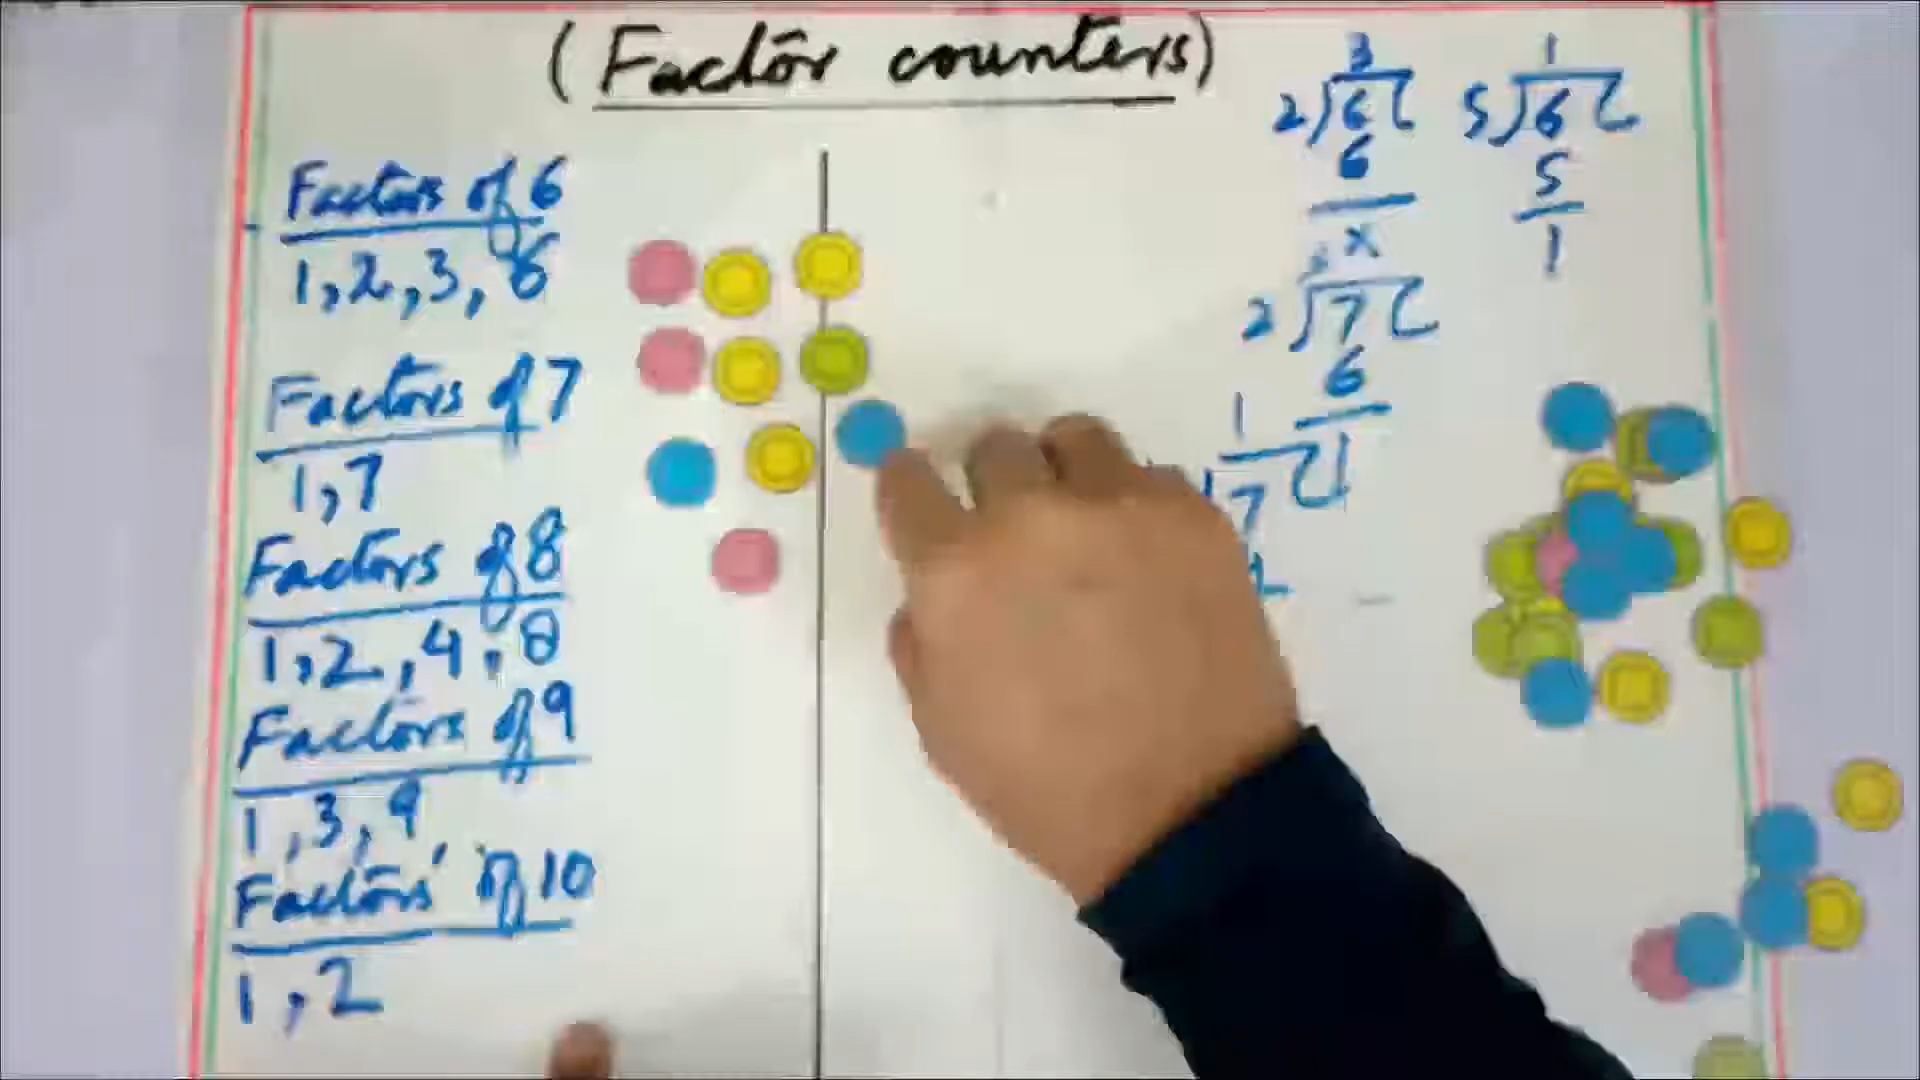 (Factor counters)
Factors of 6
1, 2, 3, 6
Factors of 7
1, 7
Factors of 8
1, 2, 4, 8
Factors of 9
1, 3, 9,
Factors of 10
1, 2
3
2 6
6
x
1
5 6
5
1
2 7
6
1
1
7